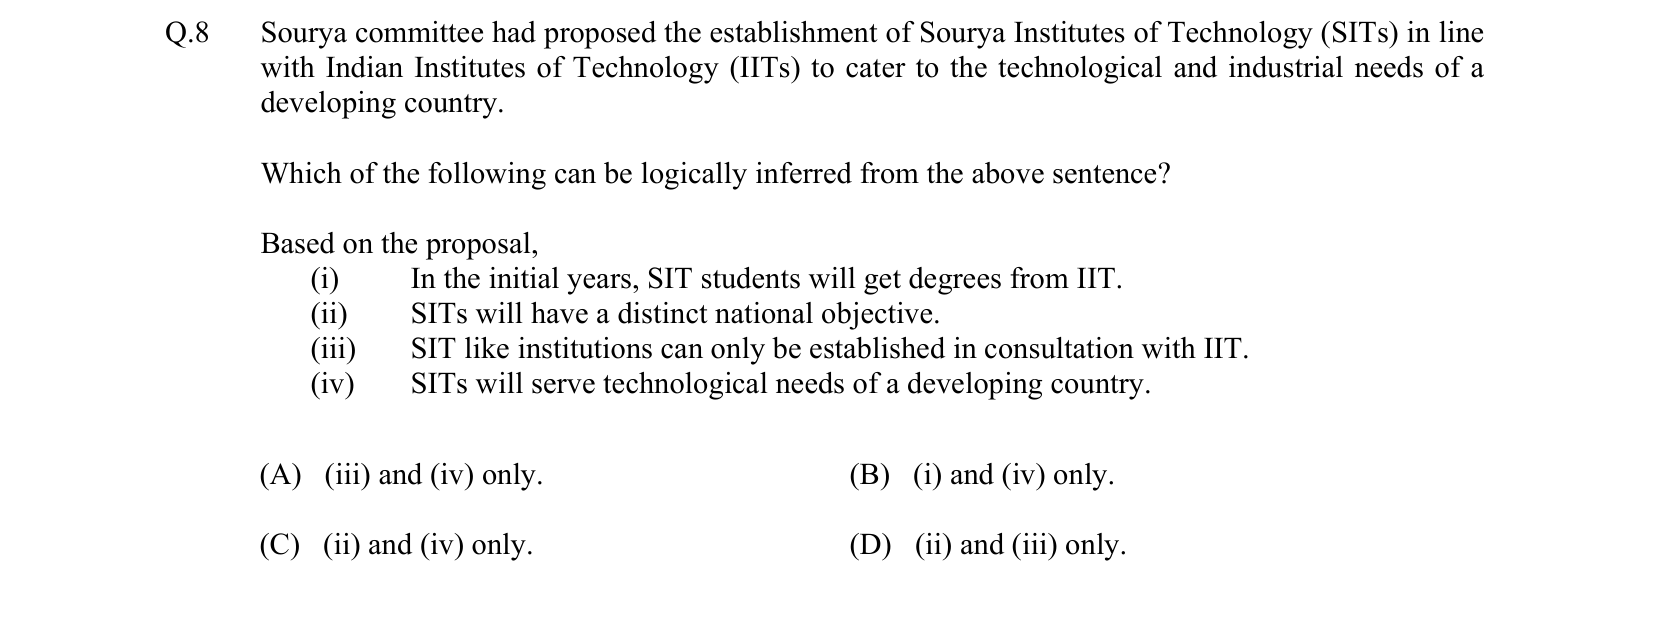 Q.8 Sourya committee had proposed the establishment of Sourya Institutes of Technology (SITs) in line
with Indian Institutes of Technology (IITs) to cater to the technological and industrial needs of a
developing country.
Which of the following can be logically inferred from the above sentence?
Based on the proposal,
(i) In the initial years, SIT students will get degrees from IIT.
(ii) SITs will have a distinct national objective.
(iii) SIT like institutions can only be established in consultation with IIT.
(iv) SITs will serve technological needs of a developing country.
(A) (iii) and (iv) only. (B) (i) and (iv) only.
(C) (ii) and (iv) only. (D) (ii) and (iii) only.